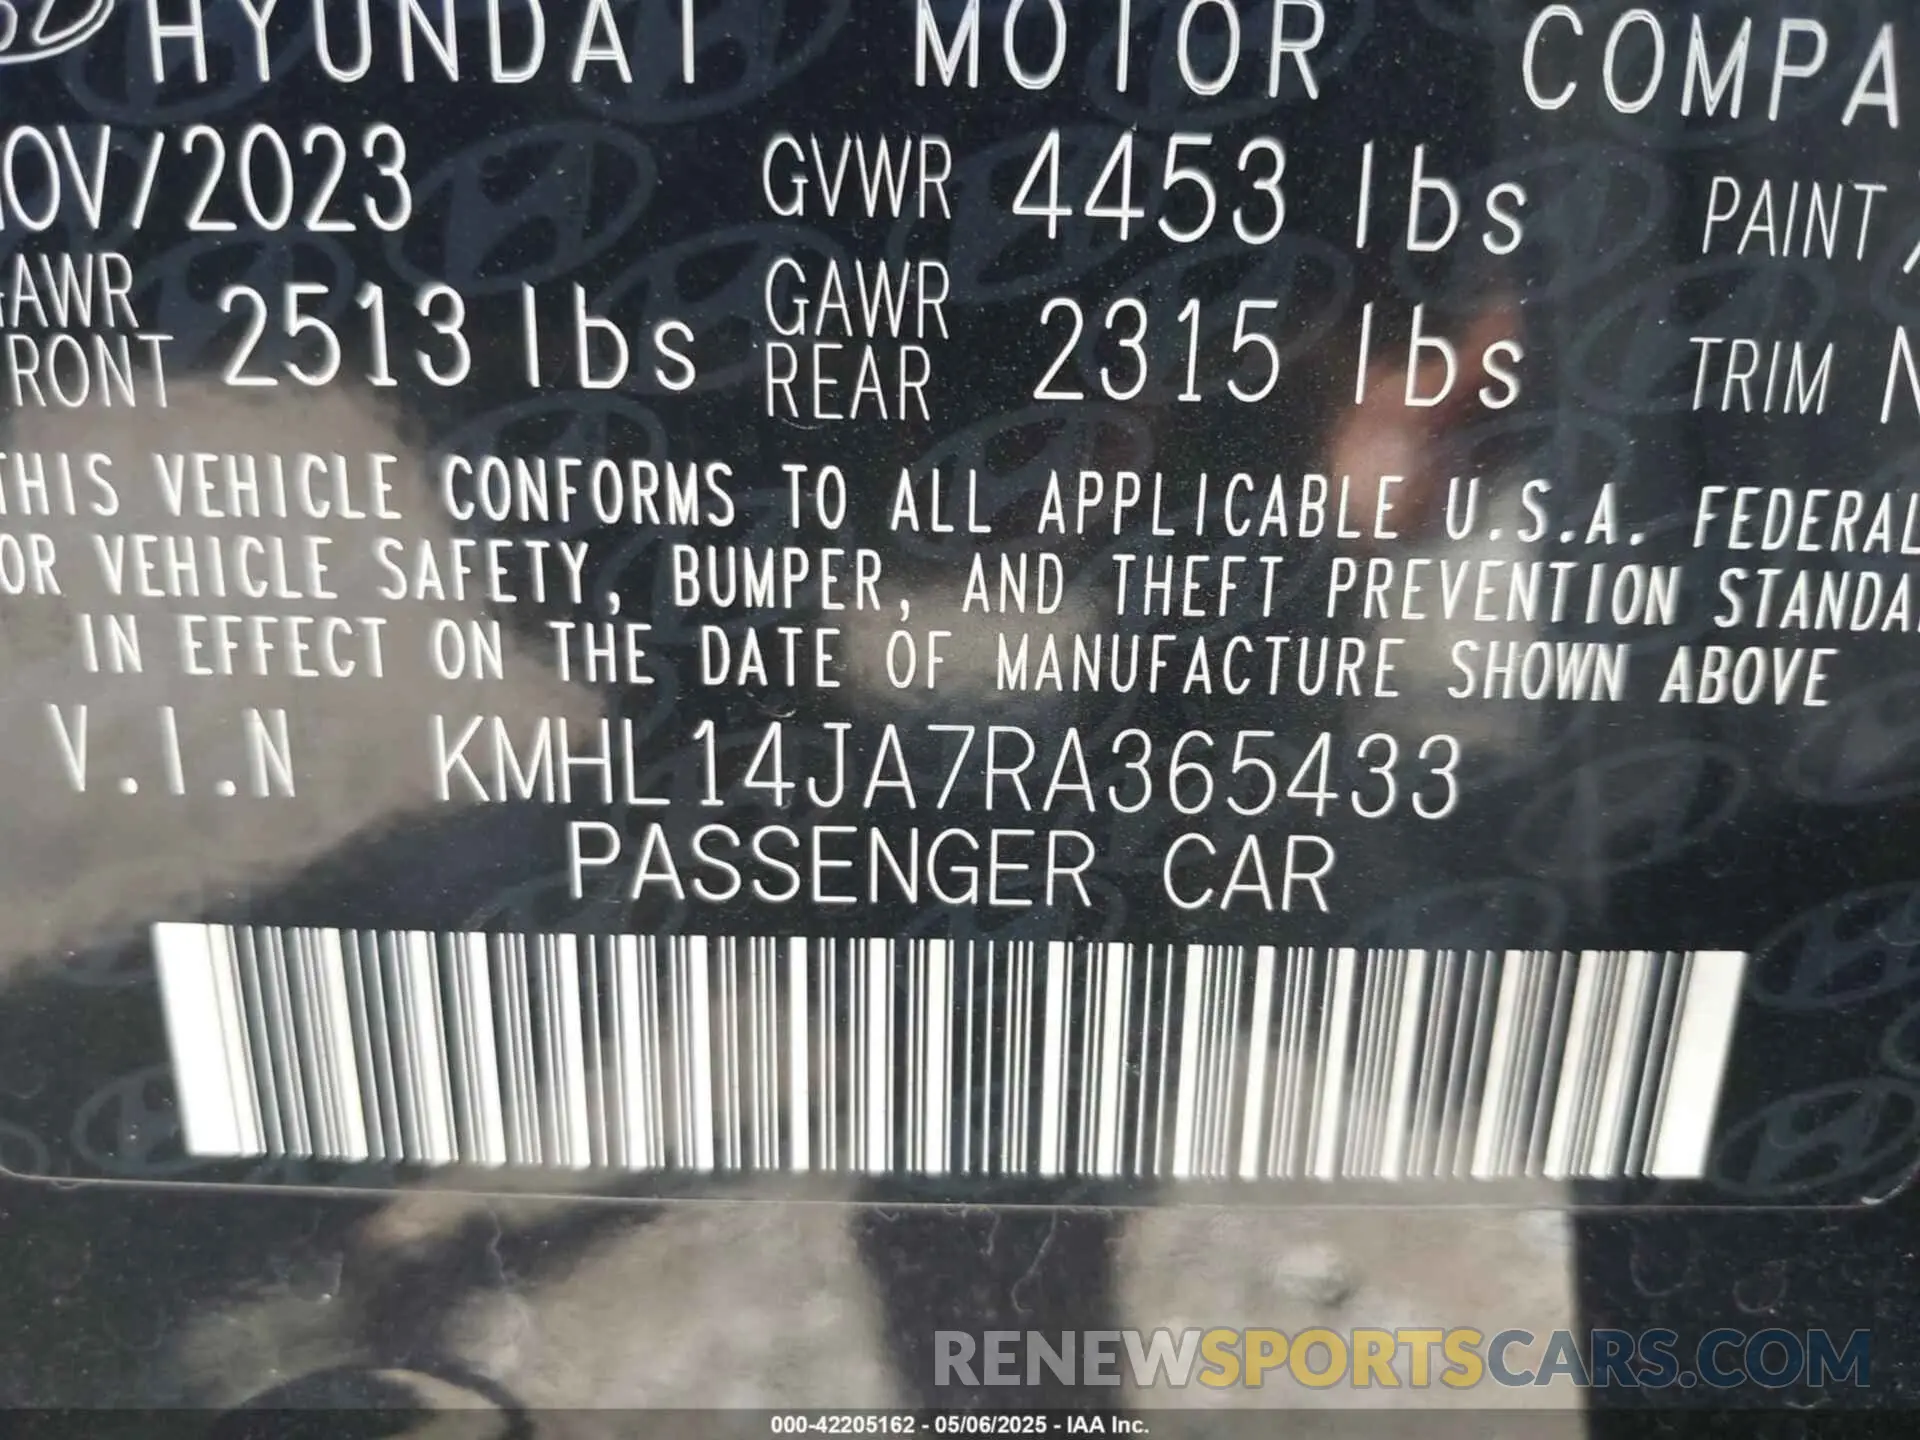 HYUNDAI MOTOR COMPA
NOV/2023 GVWR 4453 lbs PAINT
GAWR FRONT 2513 lbs GAWR REAR 2315 lbs TRIM N
THIS VEHICLE CONFORMS TO ALL APPLICABLE U.S.A. FEDERAL
OR VEHICLE SAFETY, BUMPER, AND THEFT PREVENTION STANDA
IN EFFECT ON THE DATE OF MANUFACTURE SHOWN ABOVE
V.I.N KMHL14JA7RA365433
PASSENGER CAR
RENEWSPORTSCARS.COM
000-42205162 - 05/06/2025 - IAA Inc.